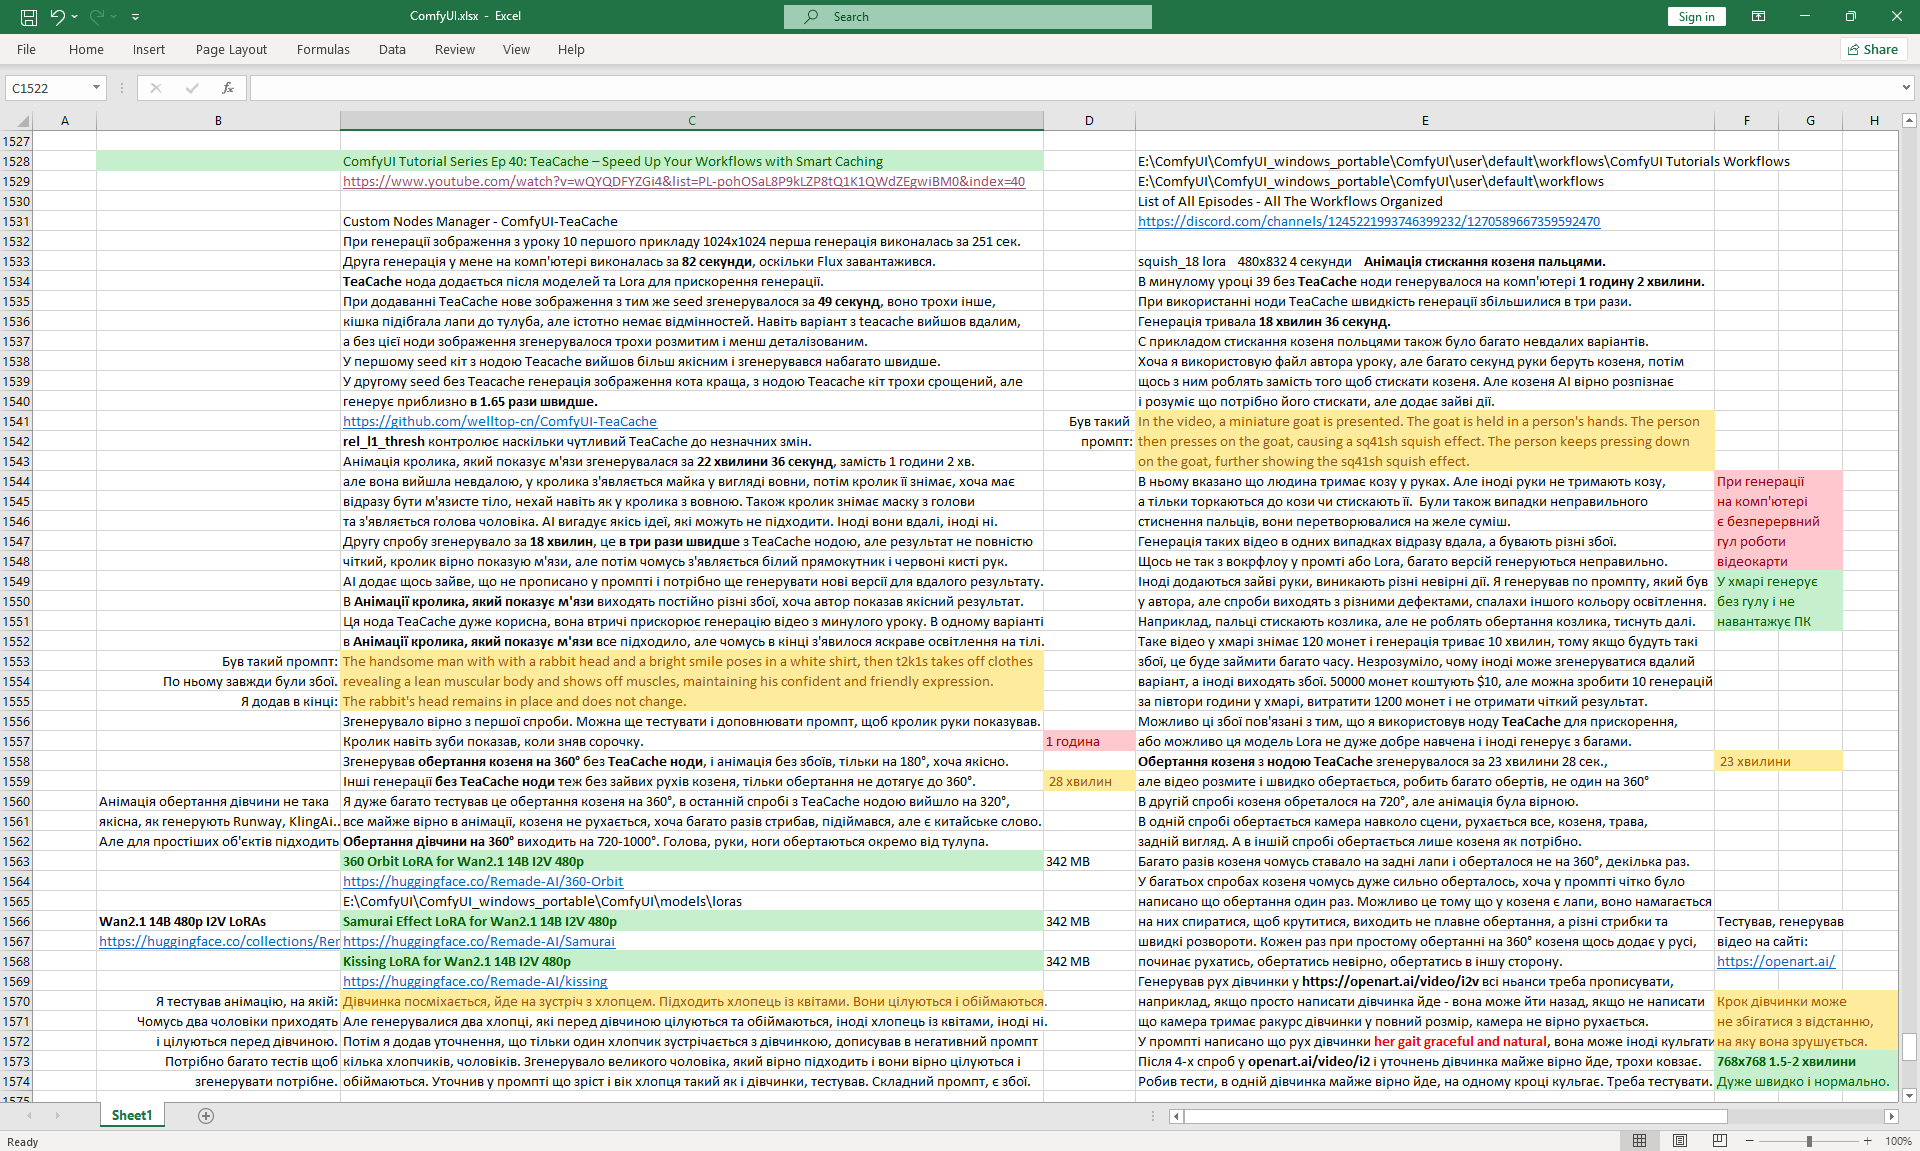 ComfyUI.xlsx - Excel
Search
Sign in
File Home Insert Page Layout Formulas Data Review View Help
Share
C1522
fx
A B C D E F G H
1527
1528 ComfyUI Tutorial Series Ep 40: TeaCache – Speed Up Your Workflows with Smart Caching E:\ComfyUI\ComfyUI_windows_portable\ComfyUI\user\default\workflows\ComfyUI Tutorials Workflows
1529 https://www.youtube.com/watch?v=wQYQDFYZGi4&list=PL-pohOSaL8P9kLZP8tQ1K1QWdZEgwiBM0&index=40 E:\ComfyUI\ComfyUI_windows_portable\ComfyUI\user\default\workflows
1530 List of All Episodes - All The Workflows Organized
1531 Custom Nodes Manager - ComfyUI-TeaCache https://discord.com/channels/1245221993746399232/1270589667359592470
1532 При генерації зображення з уроку 10 першого прикладу 1024x1024 перша генерація виконалась за 251 сек.
1533 Друга генерація у мене на комп'ютері виконалась за 82 секунди, оскільки Flux завантажився. squish_18 lora 480x832 4 секунди Анімація стискання козеня пальцями.
1534 TeaCache нода додається після моделей та Lora для прискорення генерації. В минулому уроці 39 без TeaCache ноди генерувалося на комп'ютері 1 годину 2 хвилини.
1535 При додаванні TeaCache нове зображення з тим же seed згенерувалося за 49 секунд, воно трохи інше, При використанні ноди TeaCache швидкість генерації збільшилися в три рази.
1536 кішка підібгала лапи до тулуба, але істотно немає відмінностей. Навіть варіант з teacache вийшов вдалим, Генерація тривала 18 хвилин 36 секунд.
1537 а без цієї ноди зображення згенерувалося трохи розмитим і менш деталізованим. С прикладом стискання козеня польцями також було багато невдалих варіантів.
1538 У першому seed кіт з нодою Teacache вийшов більш якісним і згенерувався набагато швидше. Хоча я використовую файл автора уроку, але багато секунд руки беруть козеня, потім
1539 У другому seed без Teacache генерація зображення кота краща, з нодою Teacache кіт трохи срощений, але щось з ним роблять замість того щоб стискати козеня. Але козеня AI вірно розпізнає
1540 генерує приблизно в 1.65 рази швидше. і розуміє що потрібно його стискати, але додає зайві дії.
1541 https://github.com/welltop-cn/ComfyUI-TeaCache Був такий In the video, a miniature goat is presented. The goat is held in a person's hands. The person
1542 rel_l1_thresh контролює наскільки чутливий TeaCache до незначних змін. промпт: then presses on the goat, causing a sq41sh squish effect. The person keeps pressing down
1543 Анімація кролика, який показує м'язи згенерувалася за 22 хвилини 36 секунд, замість 1 години 2 хв. on the goat, further showing the sq41sh squish effect.
1544 але вона вийшла невдалою, у кролика з'являється майка у вигляді вовни, потім кролик її знімає, хоча має В ньому вказано що людина тримає козу у руках. Але іноді руки не тримають козу, При генерації
1545 відразу бути м'язисте тіло, нехай навіть як у кролика з вовною. Також кролик знімає маску з голови а тільки торкаються до кози чи стискають її. Були також випадки неправильного на комп'ютері
1546 та з'являється голова чоловіка. AI вигадує якісь ідеї, які можуть не підходити. Іноді вони вдалі, іноді ні. стиснення пальців, вони перетворювалися на желе суміш. є безперервний
1547 Другу спробу згенерувало за 18 хвилин, це в три рази швидше з TeaCache нодою, але результат не повністю Генерація таких відео в одних випадках відразу вдала, а бувають різні збої. гул роботи
1548 чіткий, кролик вірно показую м'язи, але потім чомусь з'являється білий прямокутник і червоні кисті рук. Щось не так з вокрфлоу у промті або Lora, багато версій генеруються неправильно. відеокарти
1549 AI додає щось зайве, що не прописано у промпті і потрібно ще генерувати нові версії для вдалого результату. Іноді додаються зайві руки, виникають різні невірні дії. Я генерував по промпту, який був У хмарі генерує
1550 В Анімації кролика, який показує м'язи виходять постійно різні збої, хоча автор показав якісний результат. у автора, але спроби виходять з різними дефектами, спалахи іншого кольору освітлення. без гулу і не
1551 Ця нода TeaCache дуже корисна, вона втричі прискорює генерацію відео з минулого уроку. В одному варіанті Наприклад, пальці стискають козлика, але не роблять обертання козлика, тиснуть далі. навантажує ПК
1552 в Анімації кролика, який показує м'язи все підходило, але чомусь в кінці з'явилося яскраве освітлення на тілі. Таке відео у хмарі знімає 120 монет і генерація триває 10 хвилин, тому якщо будуть такі
1553 Був такий промпт: The handsome man with with a rabbit head and a bright smile poses in a white shirt, then t2k1s takes off clothes збої, це буде займити багато часу. Незрозуміло, чому іноді може згенеруватися вдалий
1554 По ньому завжди були збої. revealing a lean muscular body and shows off muscles, maintaining his confident and friendly expression. варіант, а іноді виходять збої. 50000 монет коштують $10, але можна зробити 10 генерацій
1555 Я додав в кінці: The rabbit's head remains in place and does not change. за півтори години у хмарі, витратити 1200 монет і не отримати чіткий результат.
1556 Згенерувало вірно з першої спроби. Можна ще тестувати і доповнювати промпт, щоб кролик руки показував. Можливо ці збої пов'язані з тим, що я використовув ноду TeaCache для прискорення,
1557 Кролик навіть зуби показав, коли зняв сорочку. 1 година або можливо ця модель Lora не дуже добре навчена і іноді генерує з багами.
1558 Згенерував обертання козеня на 360° без TeaCache ноди, і анімація без збоїв, тільки на 180°, хоча якісно. Обертання козеня з нодою TeaCache згенерувалося за 23 хвилини 28 сек., 23 хвилини
1559 Інші генерації без TeaCache ноди теж без зайвих рухів козеня, тільки обертання не дотягує до 360°. 28 хвилин але відео розмите і швидко обертається, робить багато обертів, не один на 360°
1560 Анімація обертання дівчини не така Я дуже багато тестував це обертання козеня на 360°, в останній спробі з TeaCache нодою вийшло на 320°, В другій спробі козеня обреталося на 720°, але анімація була вірною.
1561 якісна, як генерують Runway, KlingAi.. все майже вірно в анімації, козеня не рухається, хоча багато разів стрибав, підіймався, але є китайське слово. В одній спробі обертається камера навколо сцени, рухається все, козеня, трава,
1562 Але для простіших об'єктів підходить Обертання дівчини на 360° виходить на 720-1000°. Голова, руки, ноги обертаються окремо від тулупа. задній вигляд. А в іншій спробі обертається лише козеня як потрібно.
1563 360 Orbit LoRA for Wan2.1 14B I2V 480p 342 MB Багато разів козеня чомусь ставало на задні лапи і оберталося не на 360°, декілька раз.
1564 https://huggingface.co/Remade-AI/360-Orbit У багатьох спробах козеня чомусь дуже сильно оберталось, хоча у промпті чітко було
1565 E:\ComfyUI\ComfyUI_windows_portable\ComfyUI\models\loras написано що обертання один раз. Можливо це тому що у козеня є лапи, воно намагається
1566 Wan2.1 14B 480p I2V LoRAs Samurai Effect LoRA for Wan2.1 14B I2V 480p 342 MB на них спиратися, щоб крутитися, виходить не плавне обертання, а різні стрибки та Тестував, генерував
1567 https://huggingface.co/collections/Rer https://huggingface.co/Remade-AI/Samurai швидкі розвороти. Кожен раз при простому обертанні на 360° козеня щось додає у русі, відео на сайті:
1568 Kissing LoRA for Wan2.1 14B I2V 480p 342 MB починає рухатись, обертатись невірно, обертатись в іншу сторону. https://openart.ai/
1569 https://huggingface.co/Remade-AI/kissing Генерував рух дівчини у https://openart.ai/video/i2v всі ньанси треба прописувати,
1570 Я тестував анімацію, на якій: Дівчинка посміхається, йде на зустріч з хлопцем. Підходить хлопець із квітами. Вони цілуються і обіймаються. наприклад, якщо просто написати дівчинка йде - вона може йти назад, якщо не написати Крок дівчинки може
1571 Чомусь два чоловіки приходять Але генерувалися два хлопці, які перед дівчиною цілуються та обіймаються, іноді хлопець із квітами, іноді ні. що камера тримає ракурс дівчинки у повний розмір, камера не вірно рухається. не збігатися з відстанню,
1572 і цілуються перед дівчиною. Потім я додав уточнення, що тільки один хлопчик зустрічається з дівчинкою, дописував в негативний промпт У промпті написано що рух дівчинки her gait graceful and natural, вона може іноді кульгати на яку вона зрушується.
1573 Потрібно багато тестів щоб кілька хлопчиків, чоловіків. Згенерувало великого чоловіка, який вірно підходить і вони вірно цілуються і Після 4-х спроб у openart.ai/video/i2 і уточнень дівчинка майже вірно йде, трохи ковзає. 768x768 1.5-2 хвилини
1574 згенерувати потрібне. обіймаються. Уточнив у промпті що зріст і вік хлопця такий як і дівчинки, тестував. Складний промпт, є збої. Робив тести, в одній дівчинка майже вірно йде, на одному кроці кульгає. Треба тестувати. Дуже швидко і нормально.
1575
Sheet1
Ready
100%